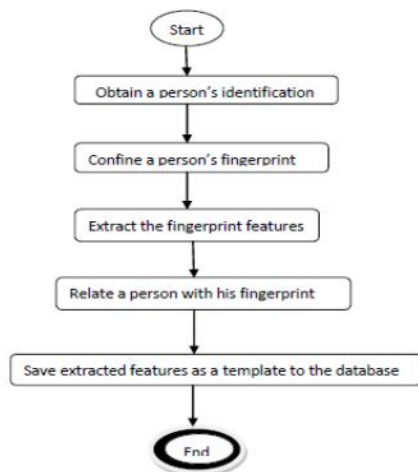 Start
Obtain a person's identification
Confine a person's fingerprint
Extract the fingerprint features
Relate a person with his fingerprint
Save extracted features as a template to the database
End